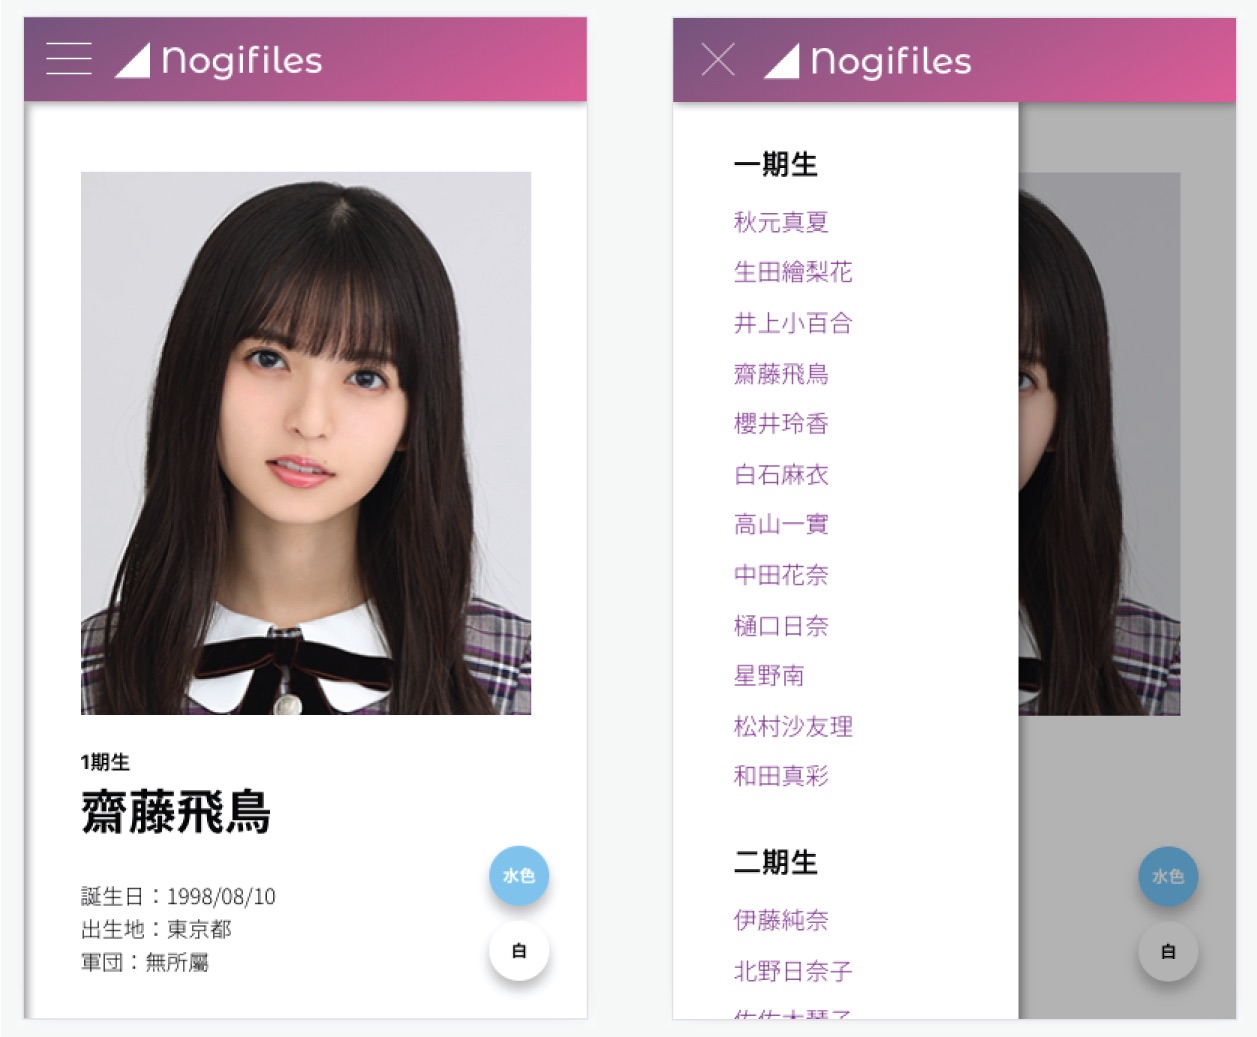 Nogifiles
1期生
齋藤飛鳥
誕生日：1998/08/10
出生地：東京都
軍団：無所屬
水色
白
Nogifiles
一期生
秋元真夏
生田繪梨花
井上小百合
齋藤飛鳥
櫻井玲香
白石麻衣
高山一實
中田花奈
樋口日奈
星野南
松村沙友理
和田真彩
二期生
伊藤純奈
北野日奈子
水色
白